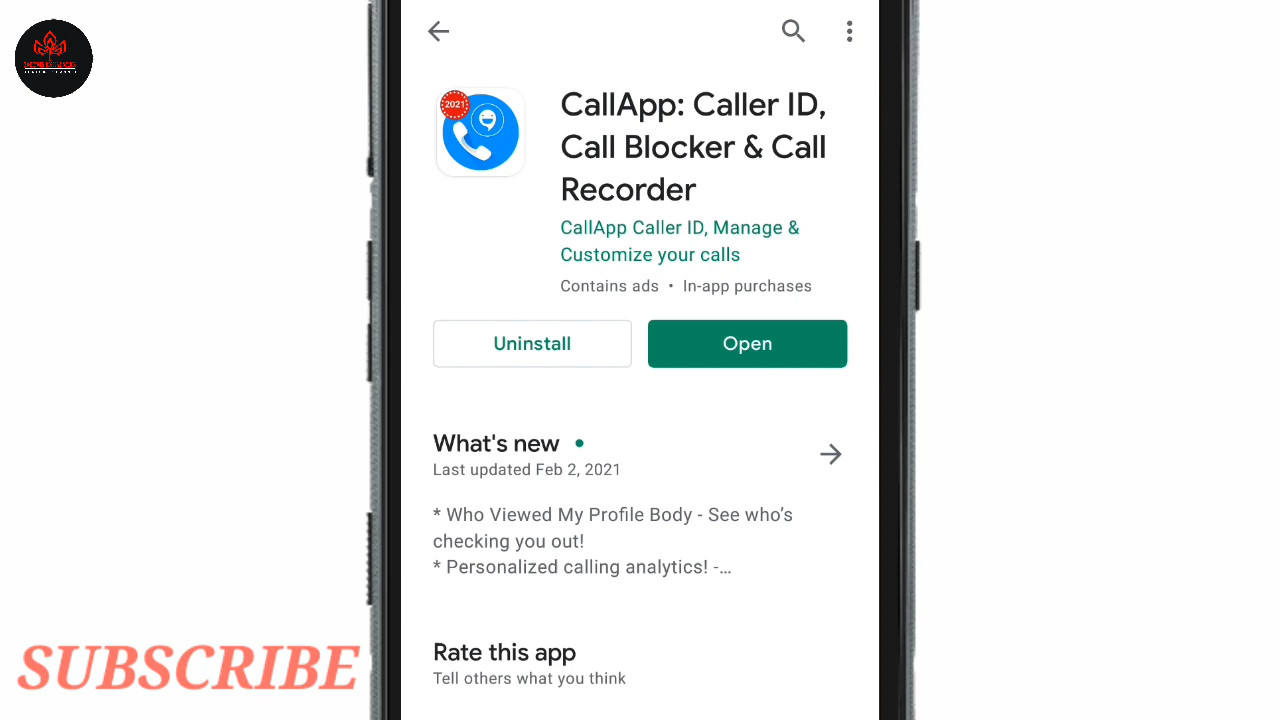 CallApp: Caller ID,
Call Blocker & Call
Recorder
2021
CallApp Caller ID, Manage &
Customize your calls
Contains ads • In-app purchases
Uninstall
Open
What's new •
Last updated Feb 2, 2021
* Who Viewed My Profile Body - See who’s
checking you out!
* Personalized calling analytics! -…
Rate this app
Tell others what you think
SUBSCRIBE